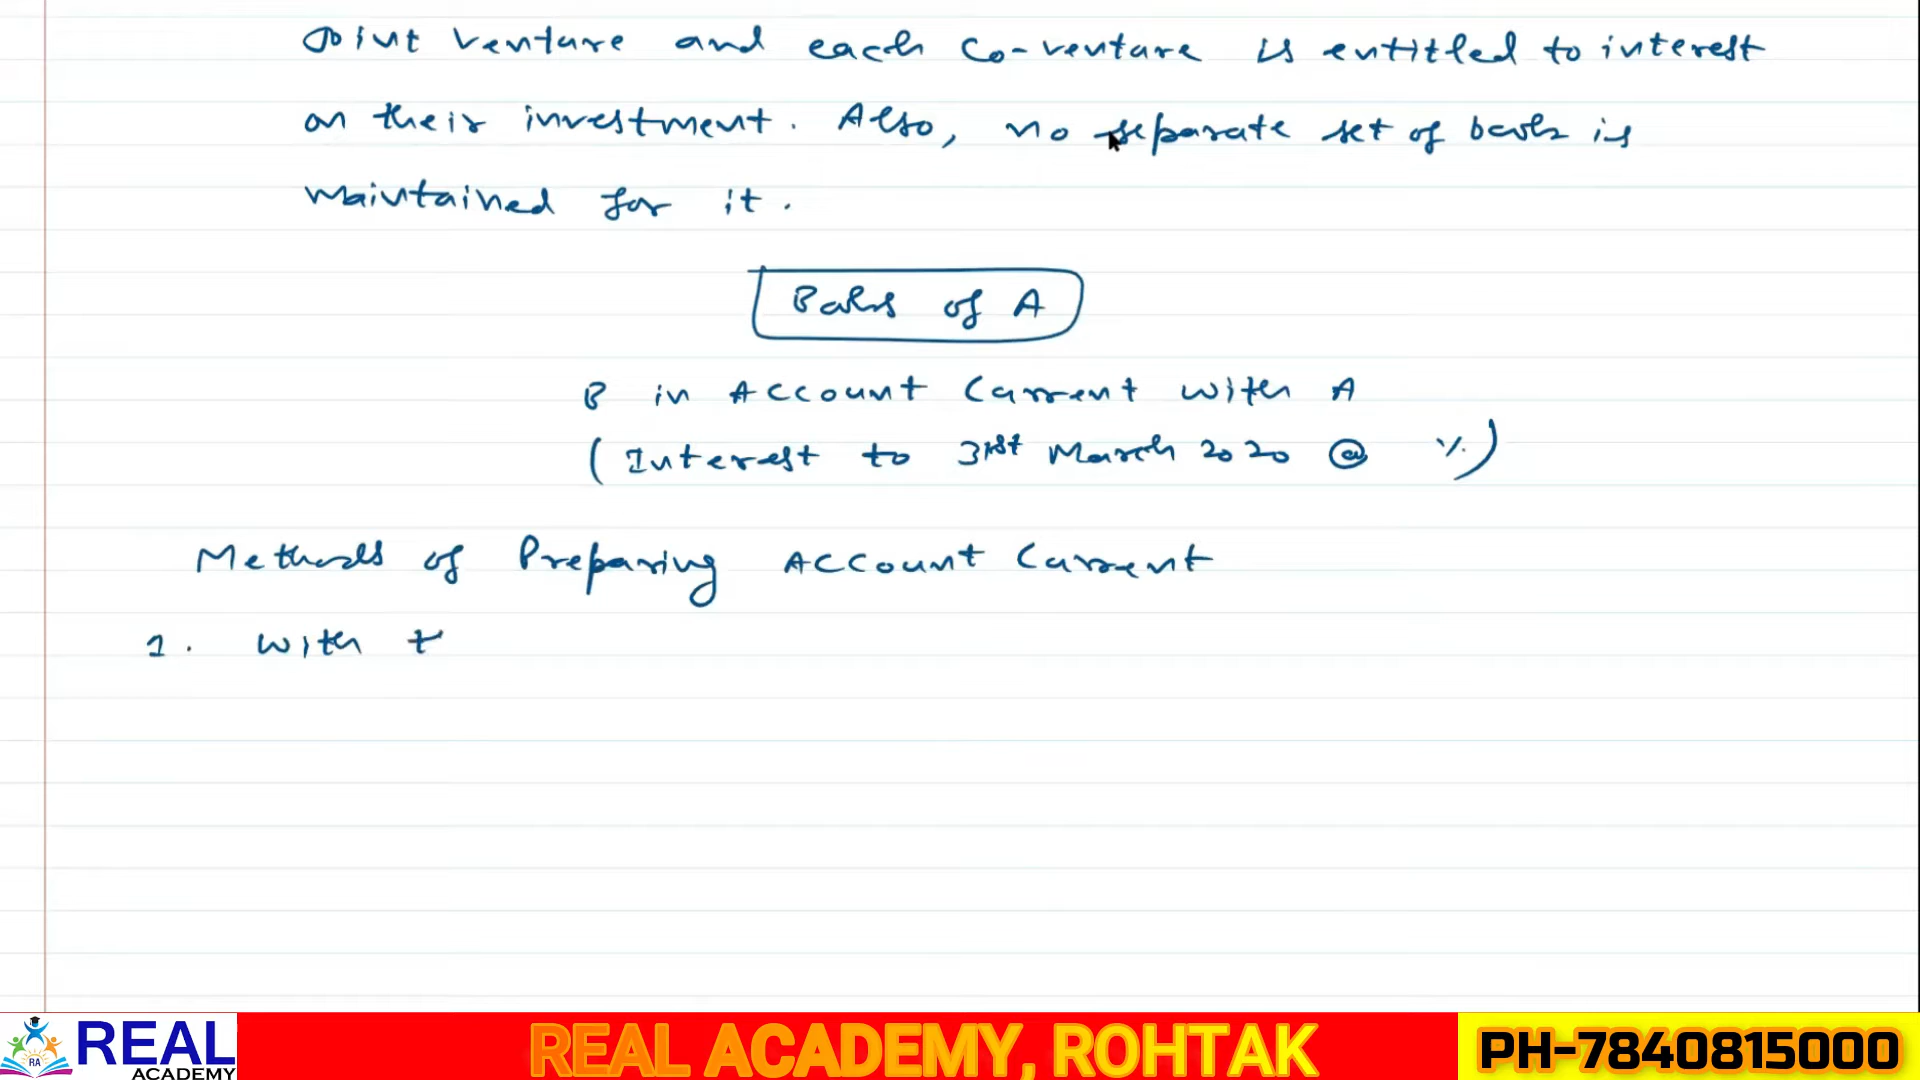 Joint venture and each Co-venture is entitled to interest
on their investment. Also, no separate set of books is
maintained for it.
Books of A
B in Account Current with A
(Interest to 31st March 2020 @ %)
Methods of Preparing Account Current
1. With t
RA
REAL
ACADEMY
REAL ACADEMY, ROHTAK
PH-7840815000